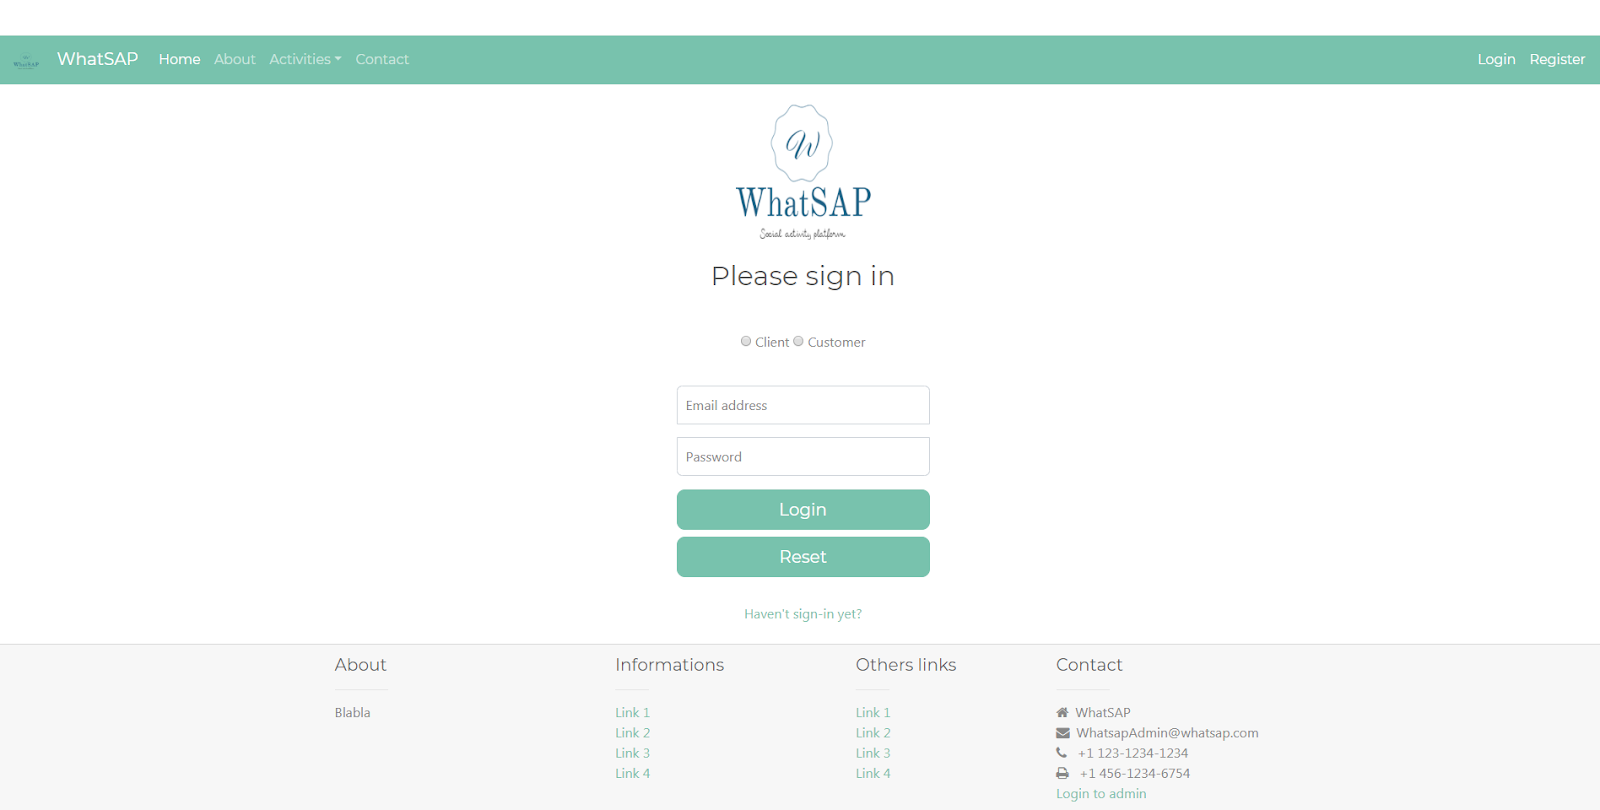 WhatSAP WhatSAP Home About Activities Contact Login Register
W
WhatSAP
Social activity platform
Please sign in
Client Customer
Email address
Password
Login
Reset
Haven't sign-in yet?
About Informations Others links Contact
Blabla Link 1 Link 1 WhatSAP
Link 2 Link 2 WhatsapAdmin@whatsap.com
Link 3 Link 3 +1 123-1234-1234
Link 4 Link 4 +1 456-1234-6754
Login to admin